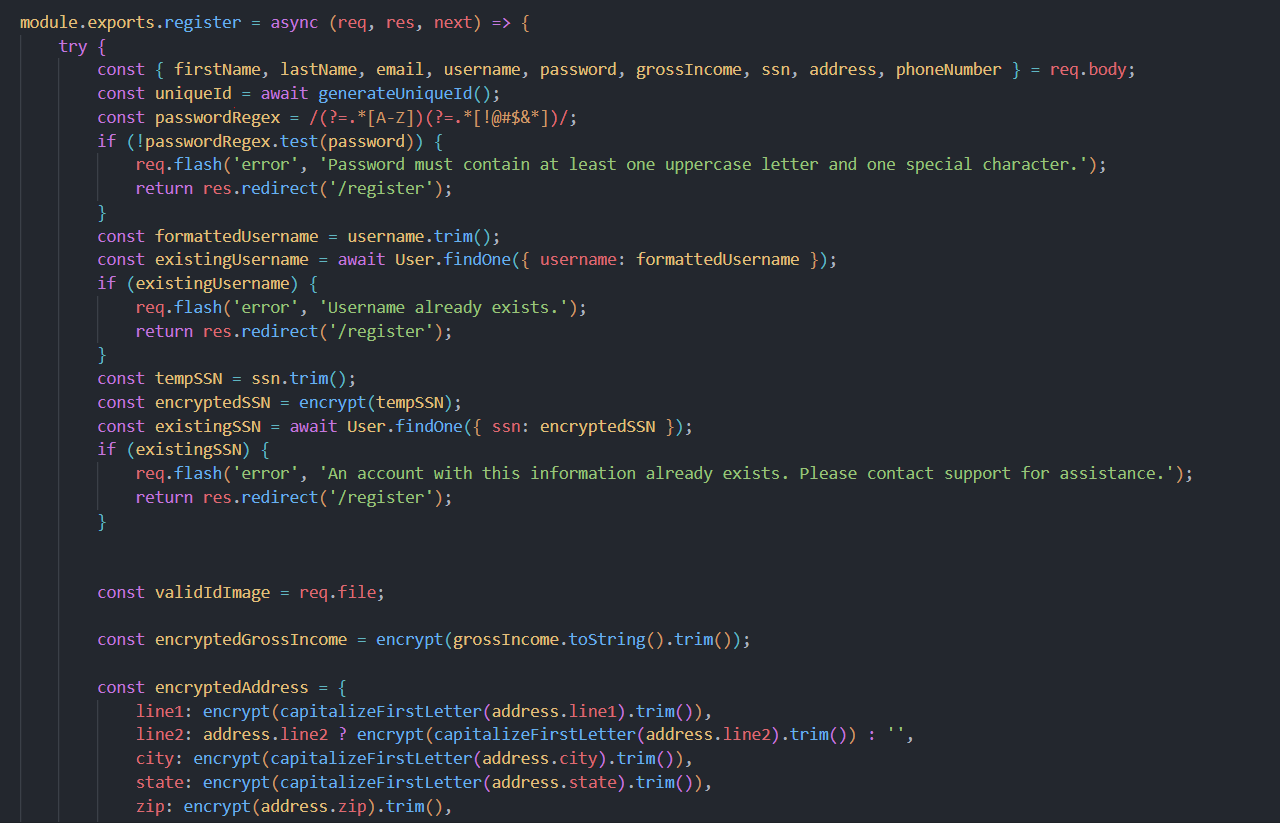 module.exports.register = async (req, res, next) => {
    try {
        const { firstName, lastName, email, username, password, grossIncome, ssn, address, phoneNumber } = req.body;
        const uniqueId = await generateUniqueId();
        const passwordRegex = /(?=.*[A-Z])(?=.*[!@#$&*])/;
        if (!passwordRegex.test(password)) {
            req.flash('error', 'Password must contain at least one uppercase letter and one special character.');
            return res.redirect('/register');
        }
        const formattedUsername = username.trim();
        const existingUsername = await User.findOne({ username: formattedUsername });
        if (existingUsername) {
            req.flash('error', 'Username already exists.');
            return res.redirect('/register');
        }
        const tempSSN = ssn.trim();
        const encryptedSSN = encrypt(tempSSN);
        const existingSSN = await User.findOne({ ssn: encryptedSSN });
        if (existingSSN) {
            req.flash('error', 'An account with this information already exists. Please contact support for assistance.');
            return res.redirect('/register');
        }
        const validIdImage = req.file;
        const encryptedGrossIncome = encrypt(grossIncome.toString().trim());
        const encryptedAddress = {
            line1: encrypt(capitalizeFirstLetter(address.line1).trim()),
            line2: address.line2 ? encrypt(capitalizeFirstLetter(address.line2).trim()) : '',
            city: encrypt(capitalizeFirstLetter(address.city).trim()),
            state: encrypt(capitalizeFirstLetter(address.state).trim()),
            zip: encrypt(address.zip).trim(),